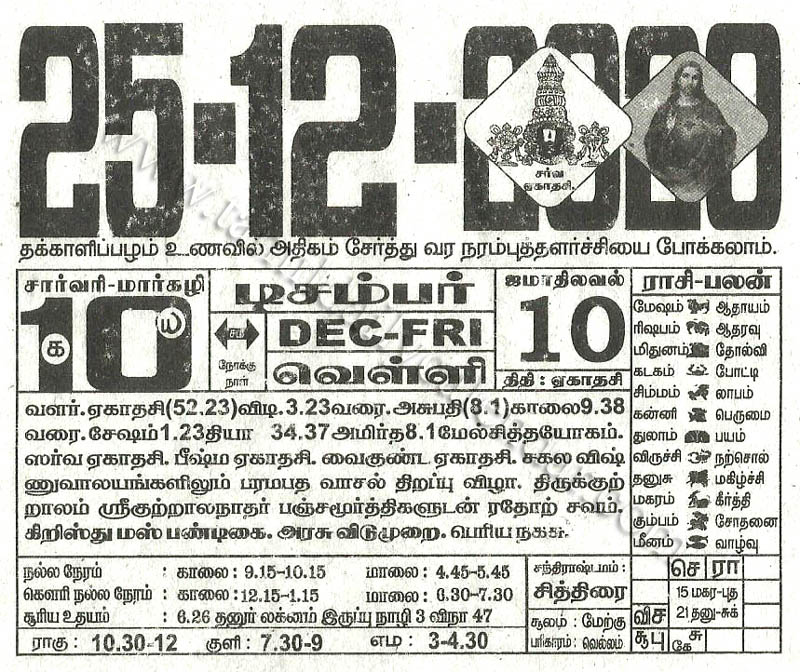 25-12-2020
சர்வ
ஏகாதசி.
தக்காளிப்பழம் உணவில் அதிகம் சேர்த்து வர நரம்புத்தளர்ச்சியை போக்கலாம்.
சார்வரி-மார்கழி
10
க ய
சம
நோக்கு
நாள்
டிசம்பர்
DEC-FRI
வெள்ளி
ஜமாதிலவல்
10
திதி : ஏகாதசி
ராசி-பலன்
மேஷம் ஆதாயம்
ரிஷபம் ஆதரவு
மிதுனம் தோல்வி
கடகம் போட்டி
சிம்மம் லாபம்
கன்னி பெருமை
துலாம் பயம்
விருச்சி நற்சொல்
தனுசு மகிழ்ச்சி
மகரம் கீர்த்தி
கும்பம் சோதனை
மீனம் வாழ்வு
வளர்.ஏகாதசி(52.23)விடி.3.23வரை.அசுபதி(8.1)காலை9.38
வரை.சேஷம்1.23தியா 34.37அமிர்த8.1மேல்சித்தயோகம்.
ஸர்வ ஏகாதசி. பீஷ்ம ஏகாதசி. வைகுண்ட ஏகாதசி. சகல விஷ்
ணுவாலயங்களிலும் பரமபத வாசல் திறப்பு விழா. திருக்குற்
றாலம் ஸ்ரீகுற்றாலநாதர் பஞ்சமூர்த்திகளுடன் ரதோற் சவம்.
கிறிஸ்து மஸ் பண்டிகை. அரசு விடுமுறை. பெரிய நகசு.
நல்ல நேரம் : காலை : 9.15-10.15 மாலை : 4.45-5.45
கௌரி நல்ல நேரம் : காலை : 12.15-1.15 மாலை : 6.30-7.30
சூரிய உதயம் : 6.26 தனுர் லக்னம் இருப்பு நாழி 3 விநா 47
ராகு : 10.30-12 குளி : 7.30-9 எம : 3-4.30
சந்திராஷ்டமம் :
சித்திரை
சூலம் : மேற்கு
பரிகாரம் : வெல்லம்
செ ரா
15 மகர-புத
21 தனு-சுக்
விச
சூபு சு
கே